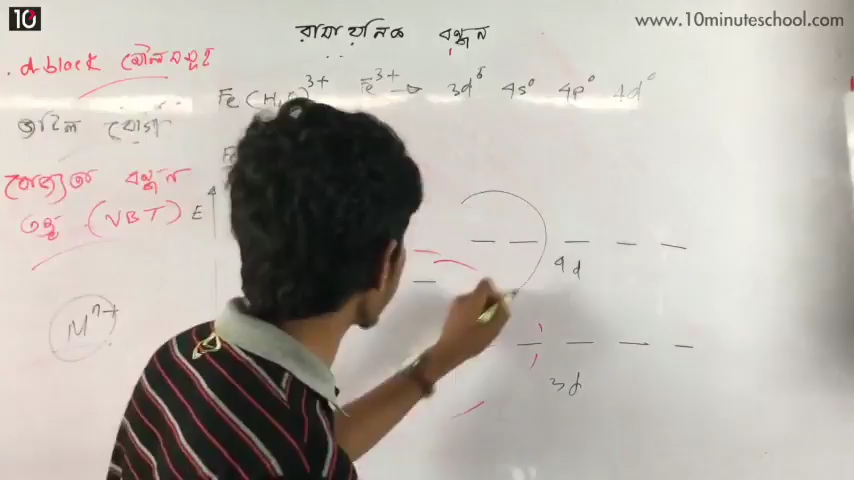 10
www.10minuteschool.com
রাসায়নিক বন্ধন
d-block মৌলসমূহ
Fe (H₂O) 3+ Fe3+ → 3d 4s⁰ 4p⁰ 4d⁰
জটিল যৌগ
যোজ্যতা বন্ধন
তত্ত্ব (VBT)
E
4d
Mn+
3d